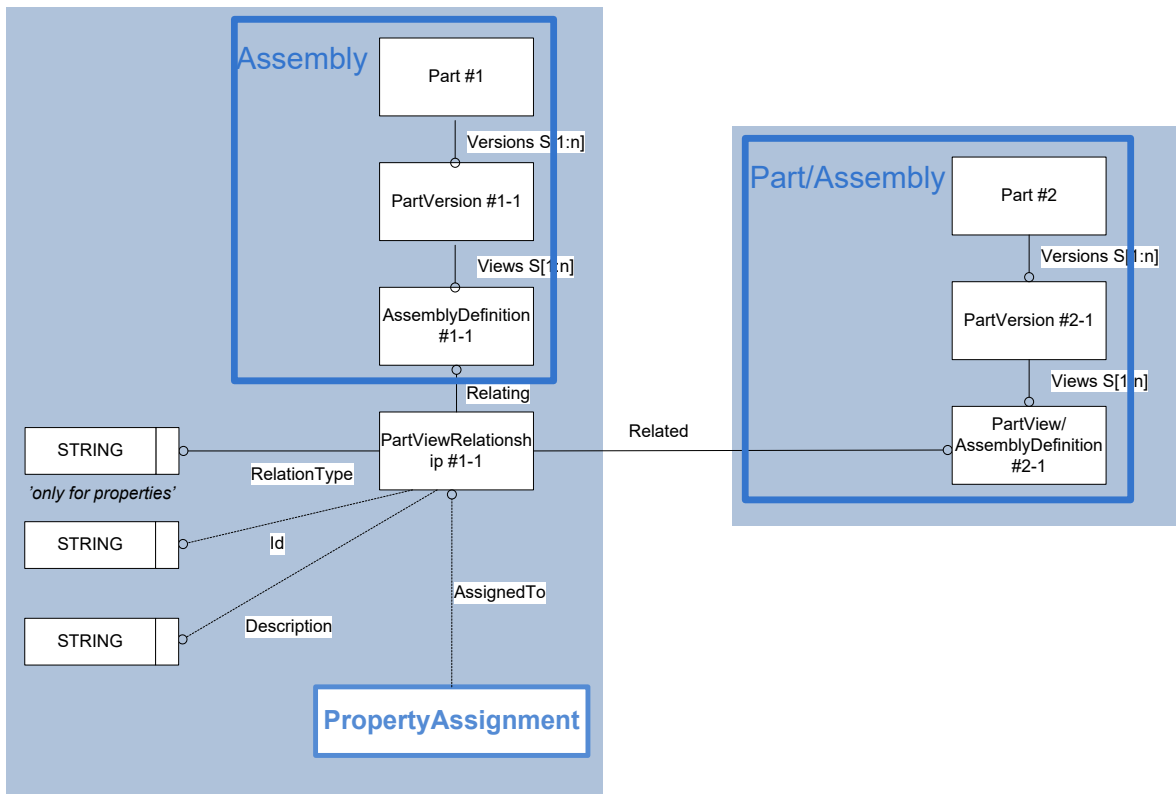 Assembly
Part #1
Versions S[1:n]
PartVersion #1-1
Views S[1:n]
AssemblyDefinition
#1-1
Relating
PartViewRelationsh
ip #1-1
Related
STRING
RelationType
'only for properties'
STRING
Id
STRING
Description
AssignedTo
PropertyAssignment
Part/Assembly
Part #2
Versions S[1:n]
PartVersion #2-1
Views S[1:n]
PartView/
AssemblyDefinition
#2-1